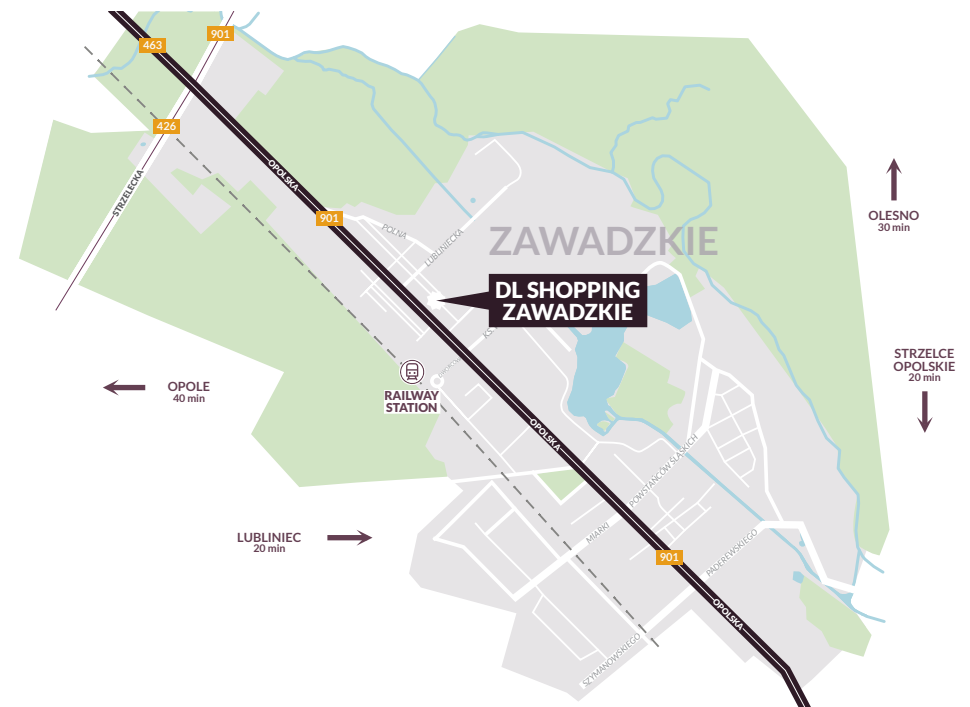 901
463
426
STRZELECKA
OPOLSKA
901
POLNA
LUBLINIECKA
ZAWADZKIE
OLESNO
30 min
DL SHOPPING
ZAWADZKIE
STRZELCE
OPOLSKIE
20 min
OPOLE
40 min
RAILWAY
STATION
OPOLSKA
POWSTAŃCÓW ŚLĄSKICH
LUBLINIEC
20 min
MIARKI
PADEREWSKIEGO
901
OPOLSKA
SZYMANOWSKIEGO